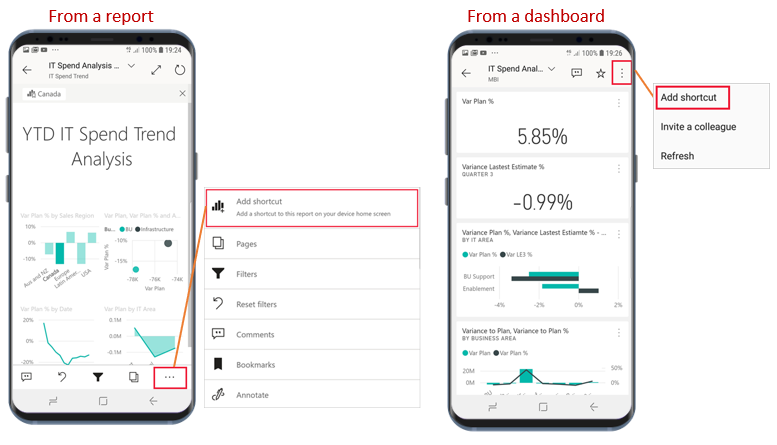 From a report
From a dashboard
100% 19:24
IT Spend Analysis ...
IT Spend Trend
Canada
YTD IT Spend Trend
Analysis
Var Plan % by Sales Region
10%
0%
-10%
Aus and NZ
Canada
Europe
Latin Amer...
USA
Var Plan, Var Plan % and A...
Bu... BU Infrastructure
Var Plan %
-10%
-15%
-78K
-76K
-74K
Var Plan
Var Plan % by Date
20%
0%
-20%
Var Plan by IT Area
0.1M
0.0M
-0.1M
Add shortcut
Add a shortcut to this report on your device home screen
Pages
Filters
Reset filters
Comments
Bookmarks
Annotate
100% 19:26
IT Spend Anal...
MBI
Var Plan %
5.85%
Variance Lastest Estimate %
QUARTER 3
-0.99%
Variance Plan %, Variance Lastest Estiamte % - ...
BY IT AREA
Var Plan % Var LE3 %
BU Support
Enablement
-4% -2% 0% 2%
Variance to Plan, Variance to Plan %
BY BUSINESS AREA
Var Plan Var Plan %
20M
0M
50%
0%
Add shortcut
Invite a colleague
Refresh